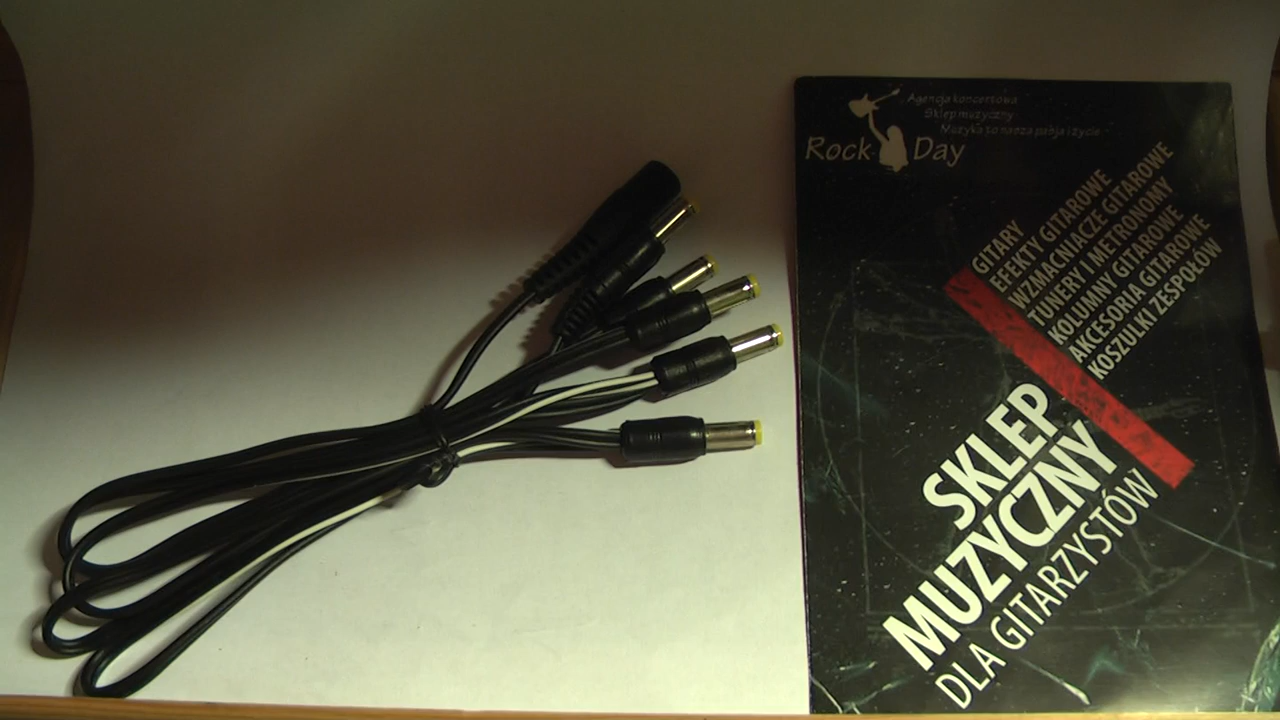 Agencja koncertowa
Sklep muzyczny
Muzyka to nasza pasja i życie
Rock Day
GITARY
EFEKTY GITAROWE
WZMACNIACZE GITAROWE
TUNERY I METRONOMY
KOLUMNY GITAROWE
AKCESORIA GITAROWE
KOSZULKI ZESPOŁÓW
SKLEP
MUZYCZNY
DLA GITARZYSTÓW